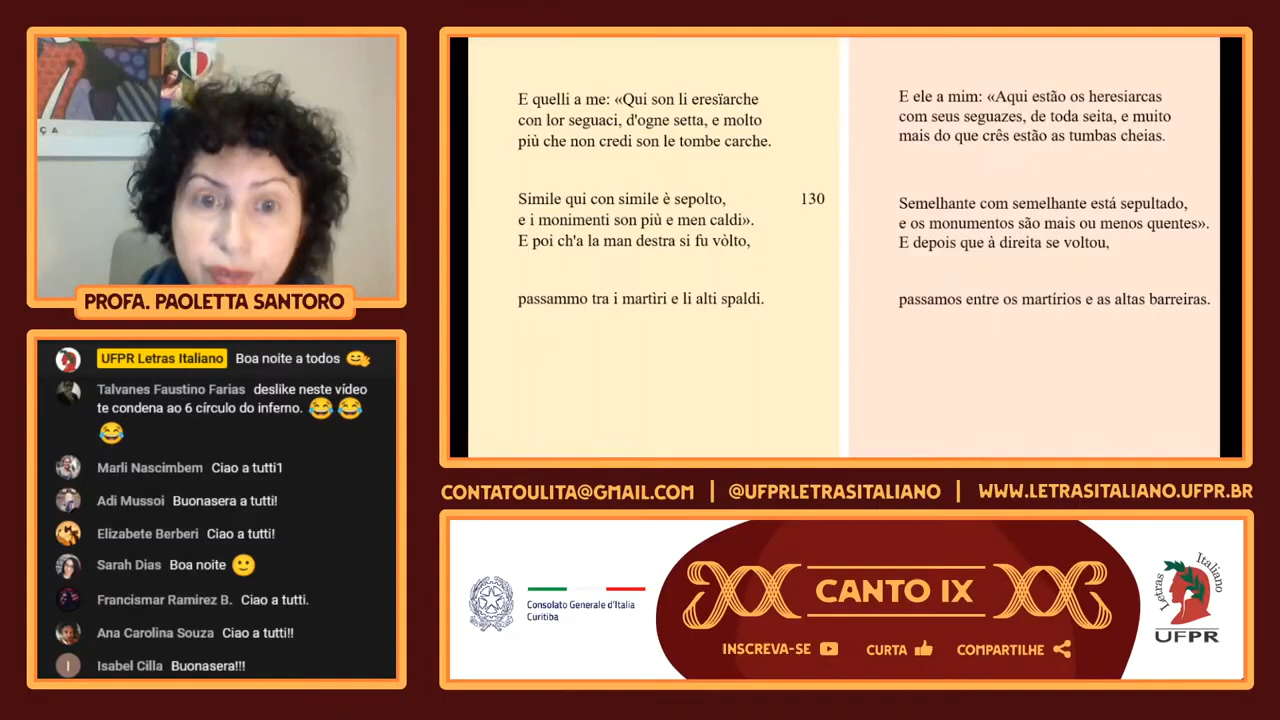 ÇA
PROFA. PAOLETTA SANTORO
UFPR Letras Italiano Boa noite a todos 🤗
Talvanes Faustino Farias deslike neste vídeo
te condena ao 6 círculo do inferno. 😂 😂
😂
Marli Nascimbem Ciao a tutti1
Adi Mussoi Buonasera a tutti!
Elizabete Berberi Ciao a tutti!
Sarah Dias Boa noite 🙂
Francismar Ramirez B. Ciao a tutti.
Ana Carolina Souza Ciao a tutti!!
I Isabel Cilla Buonasera!!!
E quelli a me: «Qui son li eresïarche
con lor seguaci, d'ogne setta, e molto
più che non credi son le tombe carche.
Simile qui con simile è sepolto, 130
e i monimenti son più e men caldi».
E poi ch'a la man destra si fu vòlto,
passammo tra i martìri e li alti spaldi.
E ele a mim: «Aqui estão os heresiarcas
com seus seguazes, de toda seita, e muito
mais do que crês estão as tumbas cheias.
Semelhante com semelhante está sepultado,
e os monumentos são mais ou menos quentes».
E depois que à direita se voltou,
passamos entre os martírios e as altas barreiras.
CONTATOULITA@GMAIL.COM | @UFPRLETRASITALIANO | WWW.LETRASITALIANO.UFPR.BR
Consolato Generale d'Italia
Curitiba
CANTO IX
INSCREVA-SE CURTA COMPARTILHE
Letras Italiano
UFPR